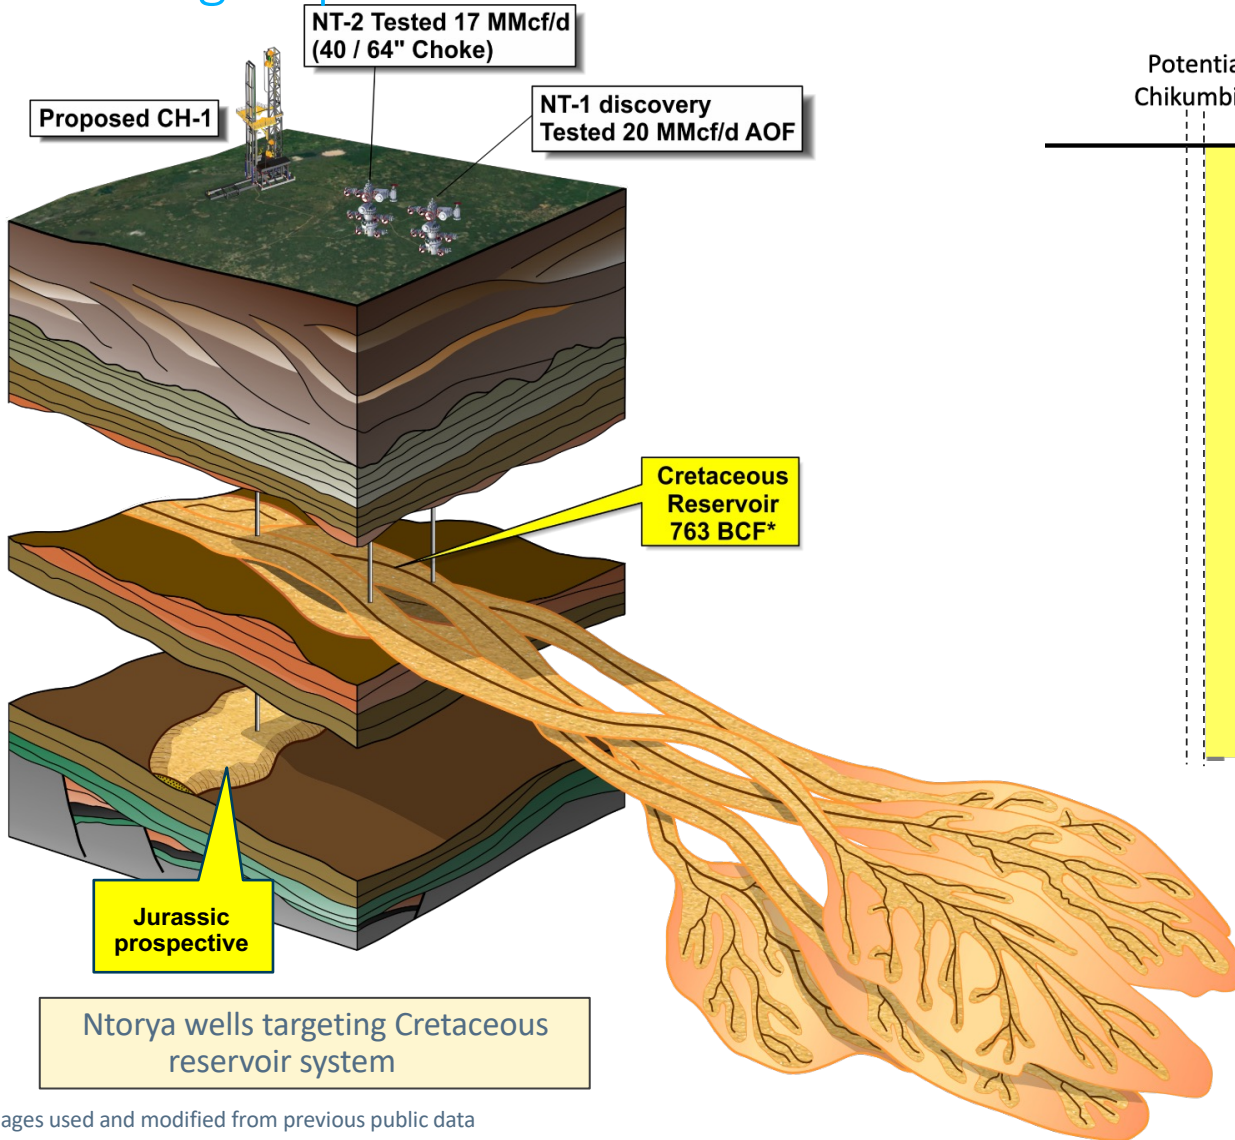 NT-2 Tested 17 MMcf/d
(40 / 64" Choke)
Proposed CH-1
NT-1 discovery
Tested 20 MMcf/d AOF
Potentia
Chikumbi
Cretaceous
Reservoir
763 BCF*
Jurassic
prospective
Ntorya wells targeting Cretaceous
reservoir system
ages used and modified from previous public data